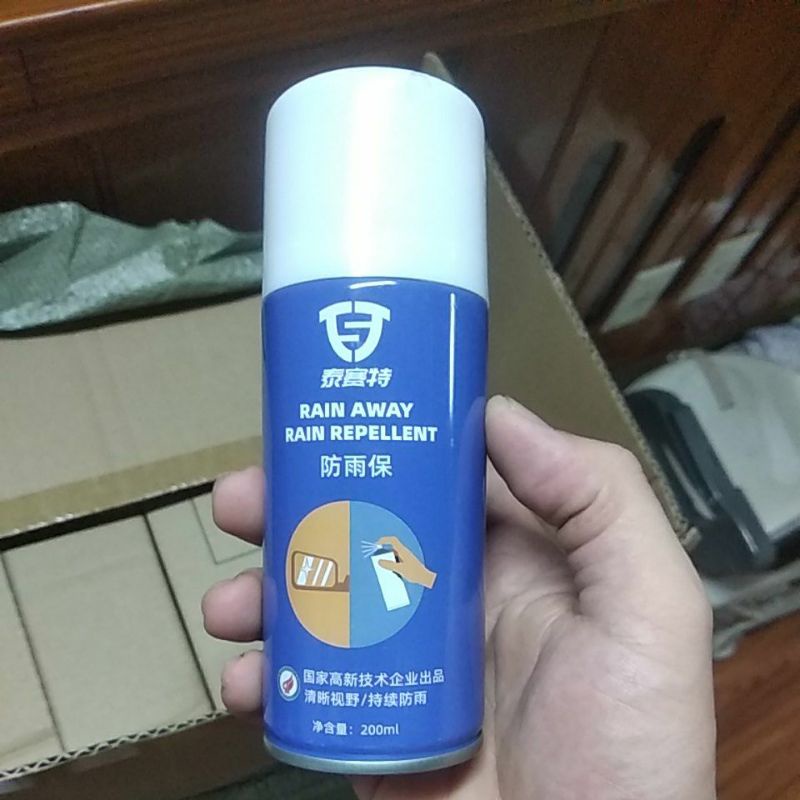 泰赛特
RAIN AWAY
RAIN REPELLENT
防雨保
国家高新技术企业出品
清晰视野/持续防雨
净含量：200ml